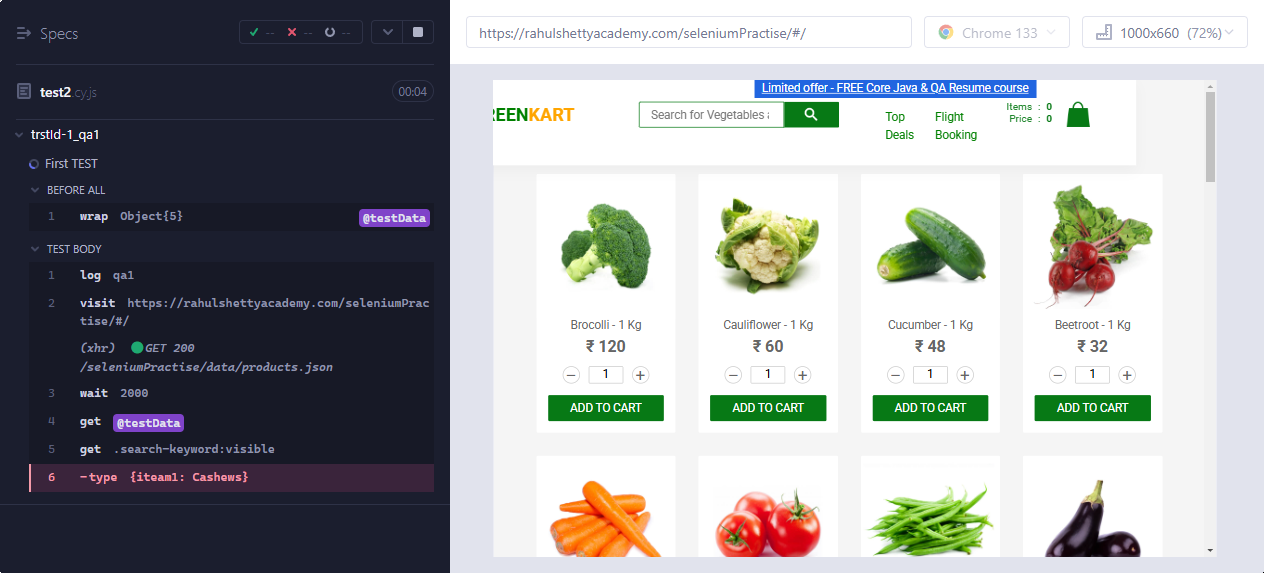 Specs
-- -- --
test2.cy.js
00:04
trstId-1_qa1
First TEST
BEFORE ALL
1 wrap Object{5} @testData
TEST BODY
1 log qa1
2 visit https://rahulshettyacademy.com/seleniumPrac
tise/#/
(xhr) GET 200
/seleniumPractise/data/products.json
3 wait 2000
4 get @testData
5 get .search-keyword:visible
6 -type {iteam1: Cashews}
https://rahulshettyacademy.com/seleniumPractise/#/
Chrome 133
1000x660 (72%)
Limited offer - FREE Core Java & QA Resume course
REENKART
Search for Vegetables a
Top
Deals
Flight
Booking
Items : 0
Price : 0
Brocolli - 1 Kg
₹ 120
− 1 +
ADD TO CART
Cauliflower - 1 Kg
₹ 60
− 1 +
ADD TO CART
Cucumber - 1 Kg
₹ 48
− 1 +
ADD TO CART
Beetroot - 1 Kg
₹ 32
− 1 +
ADD TO CART